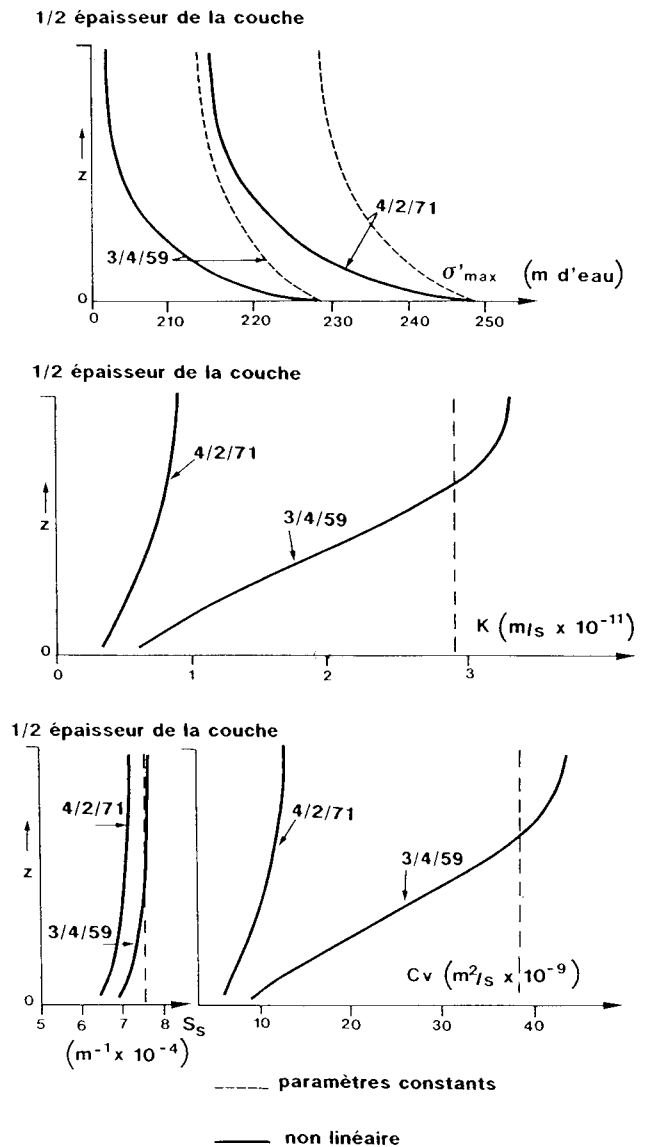 1/2 épaisseur de la couche
z
4/2/71
3/4/59
σ'max (m d'eau)
0
0 210 220 230 240 250
1/2 épaisseur de la couche
4/2/71
z
3/4/59
K (m/s x 10⁻¹¹)
0
0 1 2 3
1/2 épaisseur de la couche
4/2/71
4/2/71
z
3/4/59
3/4/59
Cv (m²/s x 10⁻⁹)
0
5 6 7 8 Ss 10 20 30 40
(m⁻¹ x 10⁻⁴)
paramètres constants
non linéaire